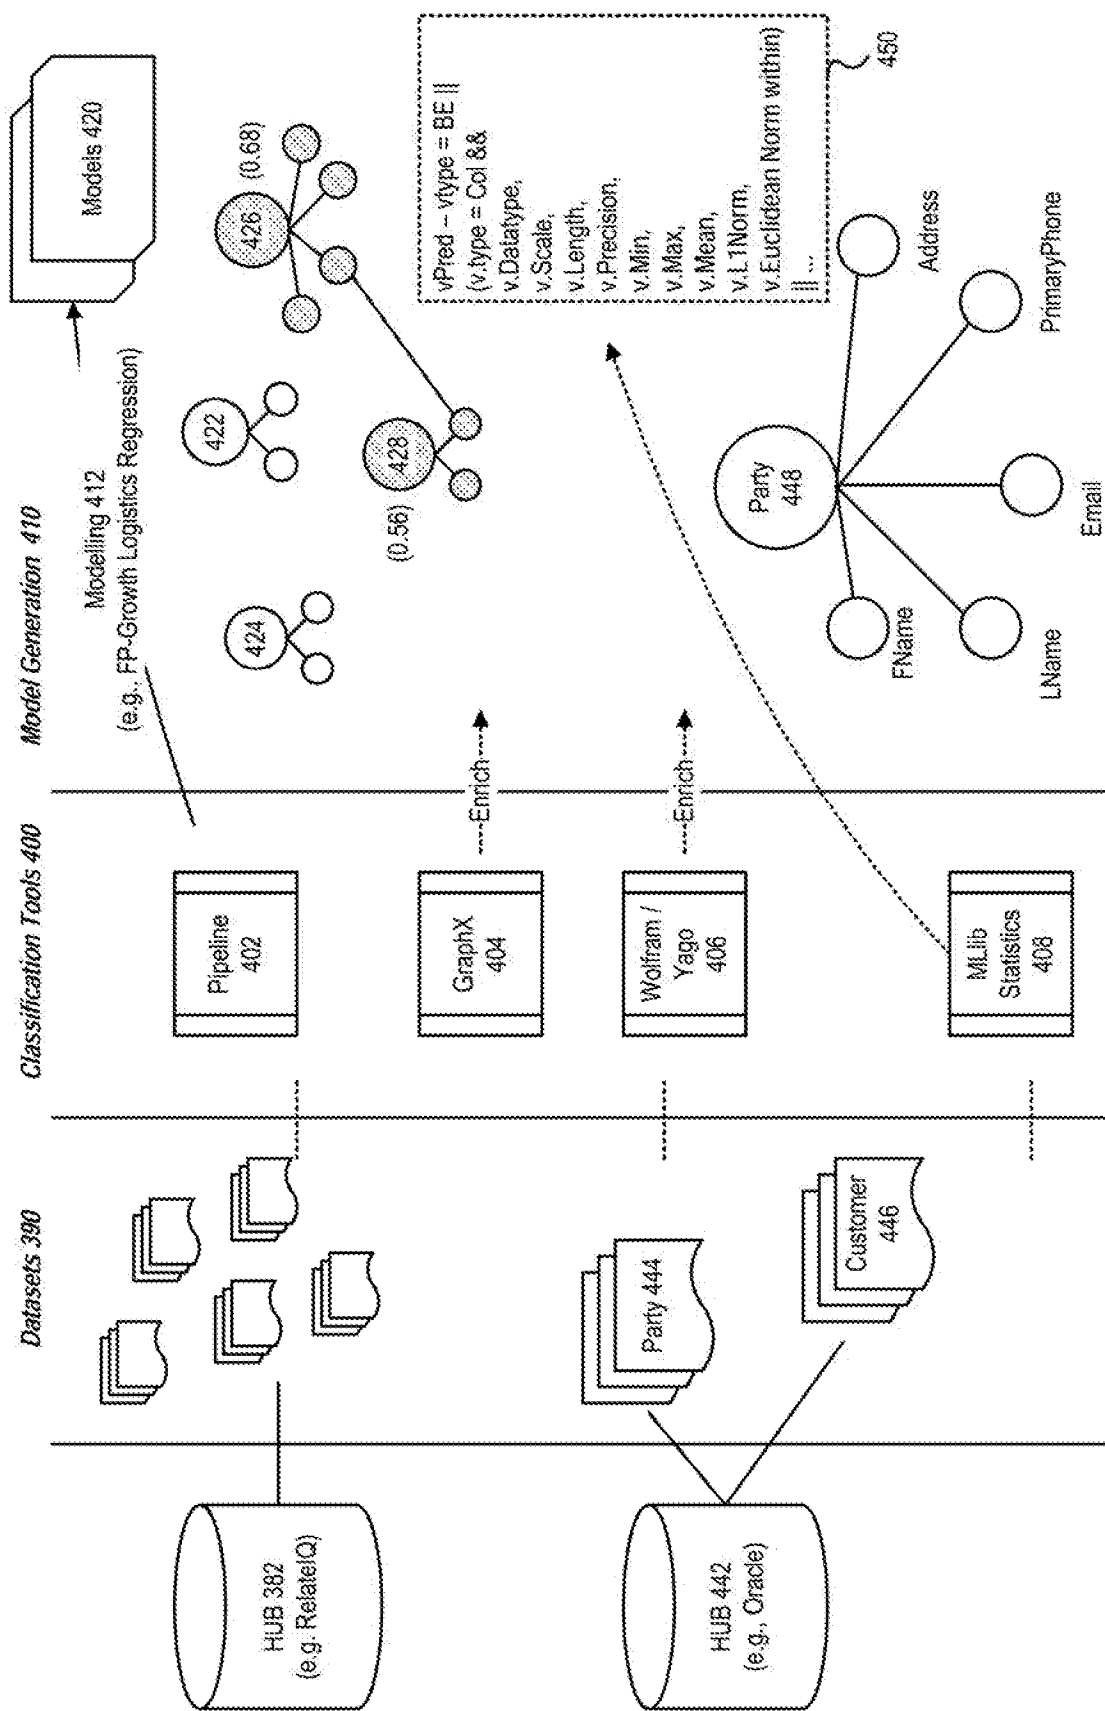 Datasets 390
Classification Tools 400
Model Generation 410
HUB 382
(e.g. RelateIQ)
HUB 442
(e.g., Oracle)
Party 444
Customer
446
Pipeline
402
GraphX
404
Wolfram /
Yago
406
MLlib
Statistics
408
Enrich
Enrich
Modelling 412
(e.g., FP-Growth Logistics Regression)
Models 420
422
424
426
(0.68)
428
(0.56)
vPred – vtype = BE ||
(v.type = Col &&
v.Datatype,
v.Scale,
v.Length,
v.Precision,
v.Min,
v.Max,
v.Mean,
v.L1Norm,
v.Euclidean Norm within)
|| ...
450
Party
448
FName
LName
Email
PrimaryPhone
Address